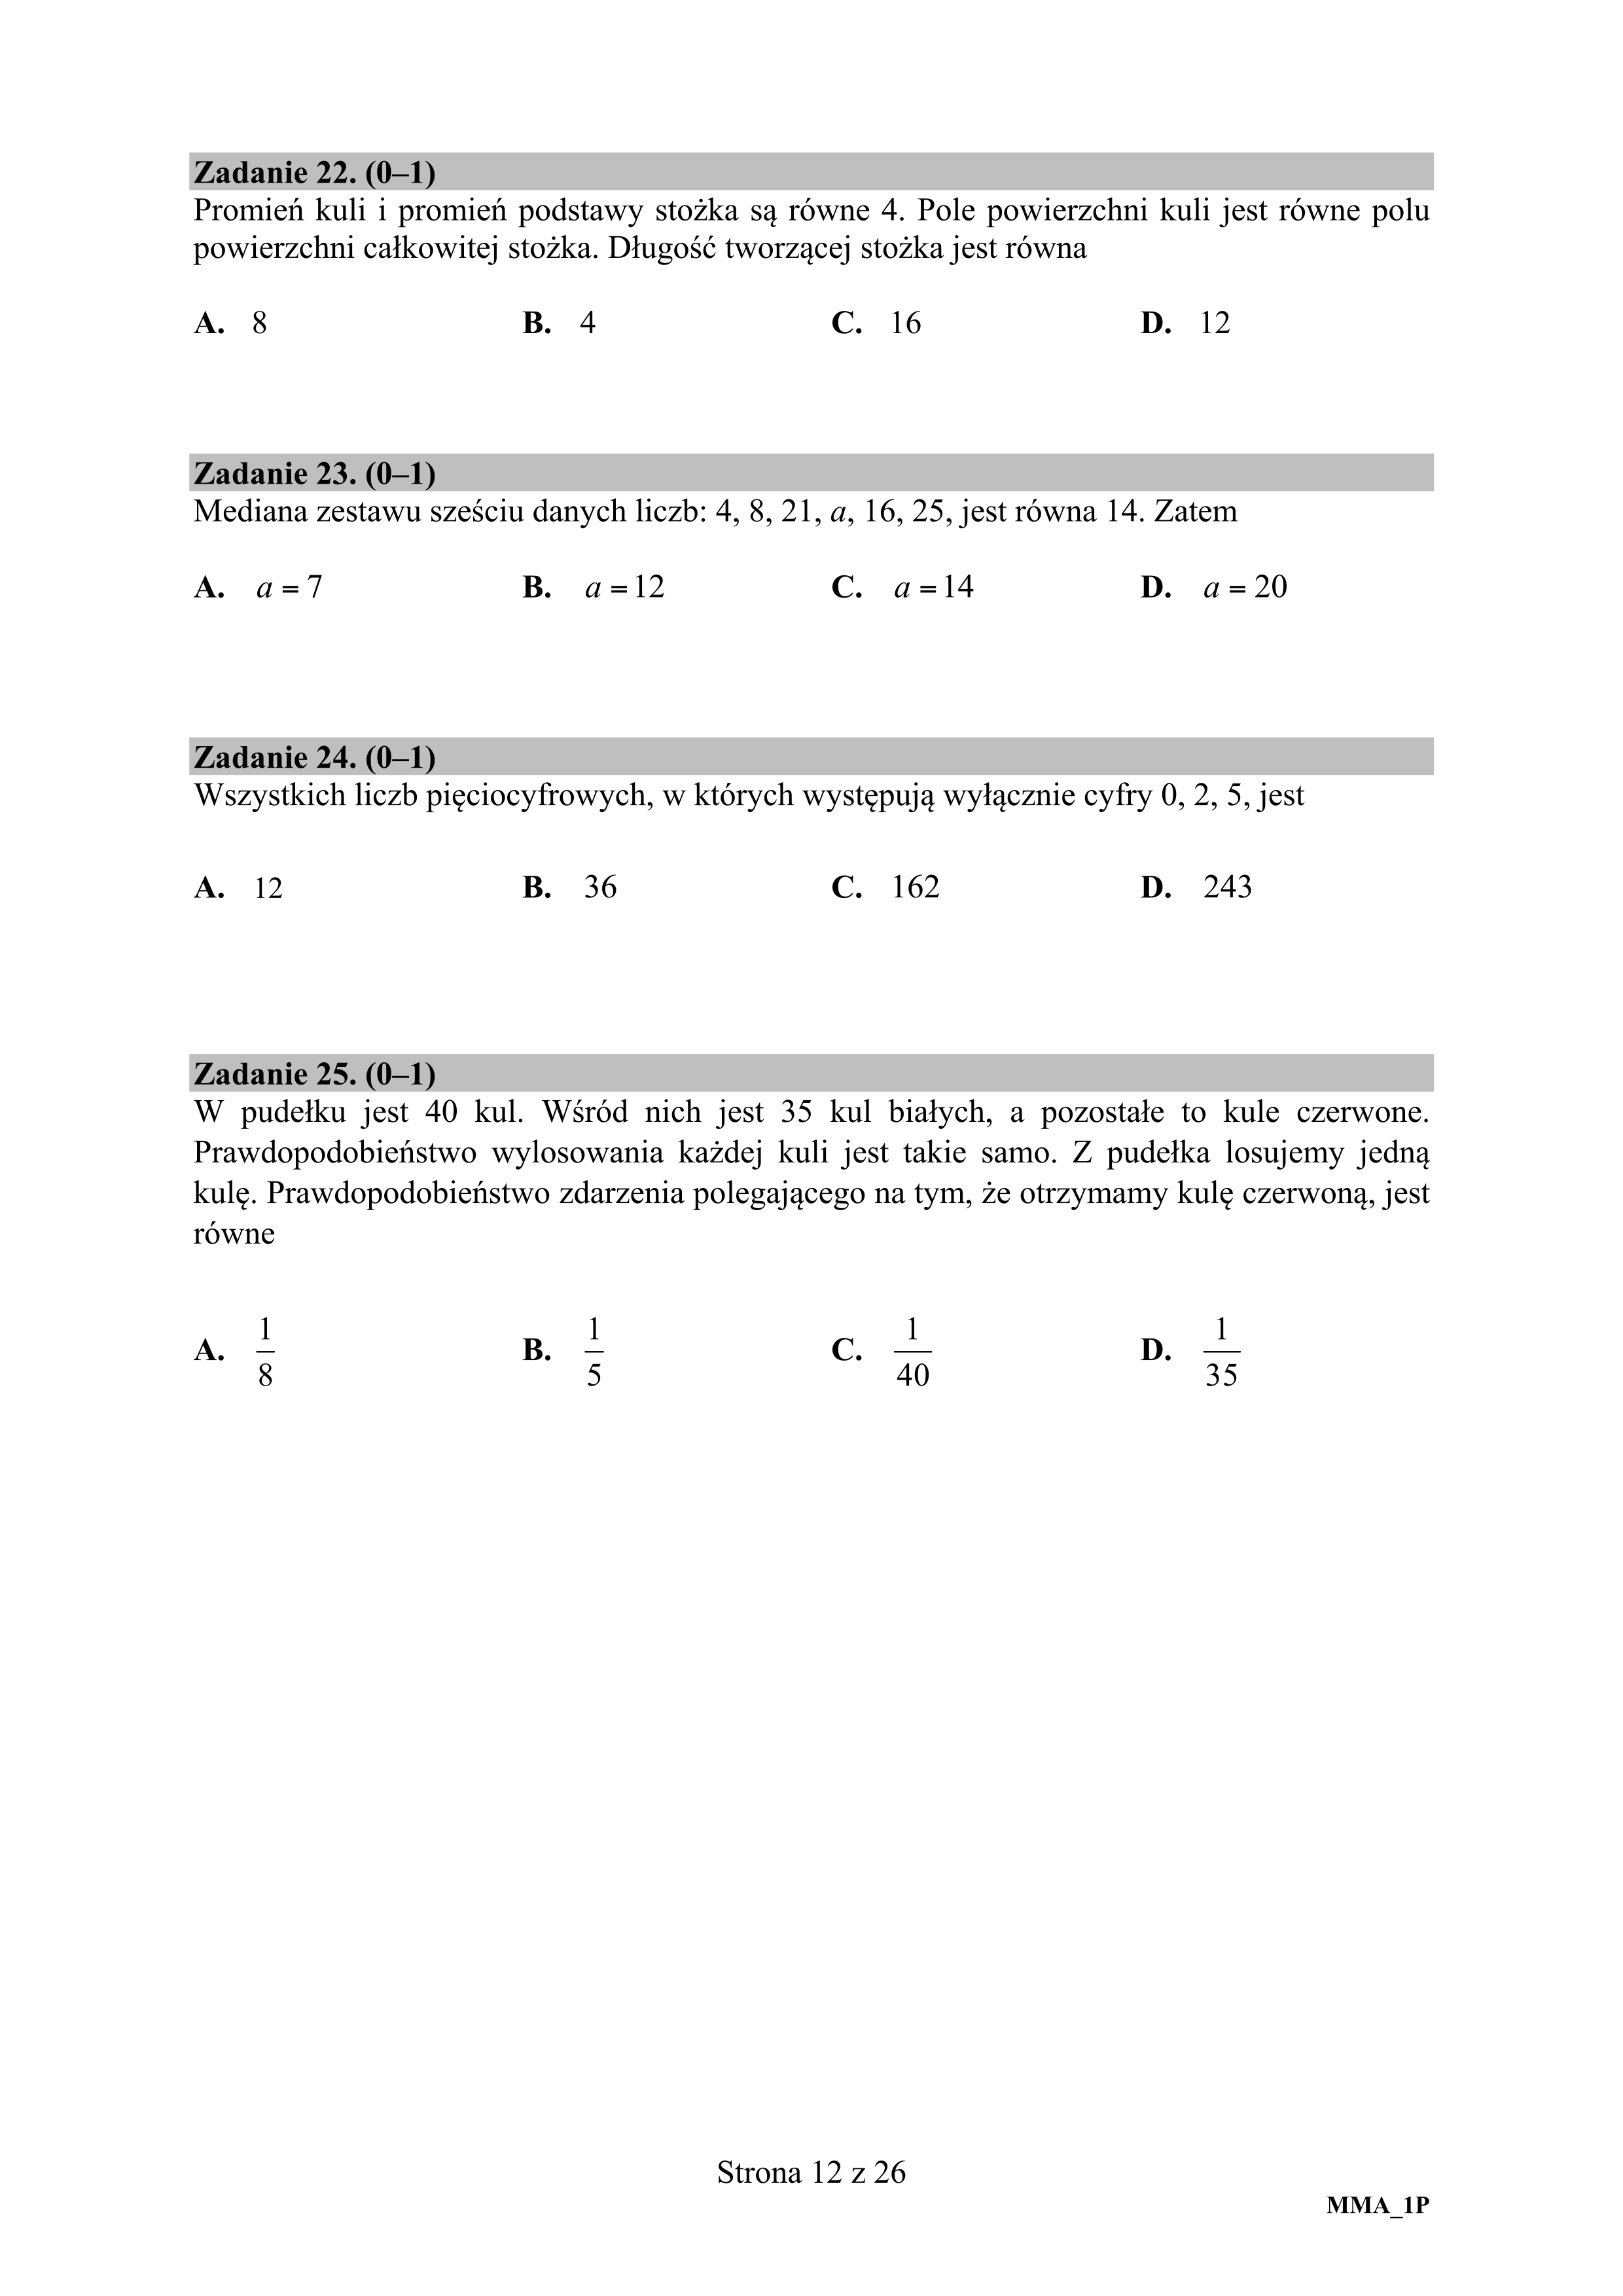 Zadanie 22. (0–1)
Promień kuli i promień podstawy stożka są równe 4. Pole powierzchni kuli jest równe polu
powierzchni całkowitej stożka. Długość tworzącej stożka jest równa
A. 8 B. 4 C. 16 D. 12
Zadanie 23. (0–1)
Mediana zestawu sześciu danych liczb: 4, 8, 21, a, 16, 25, jest równa 14. Zatem
A. a = 7 B. a = 12 C. a = 14 D. a = 20
Zadanie 24. (0–1)
Wszystkich liczb pięciocyfrowych, w których występują wyłącznie cyfry 0, 2, 5, jest
A. 12 B. 36 C. 162 D. 243
Zadanie 25. (0–1)
W pudełku jest 40 kul. Wśród nich jest 35 kul białych, a pozostałe to kule czerwone.
Prawdopodobieństwo wylosowania każdej kuli jest takie samo. Z pudełka losujemy jedną
kulę. Prawdopodobieństwo zdarzenia polegającego na tym, że otrzymamy kulę czerwoną, jest
równe
A. 1/8 B. 1/5 C. 1/40 D. 1/35
Strona 12 z 26
MMA_1P